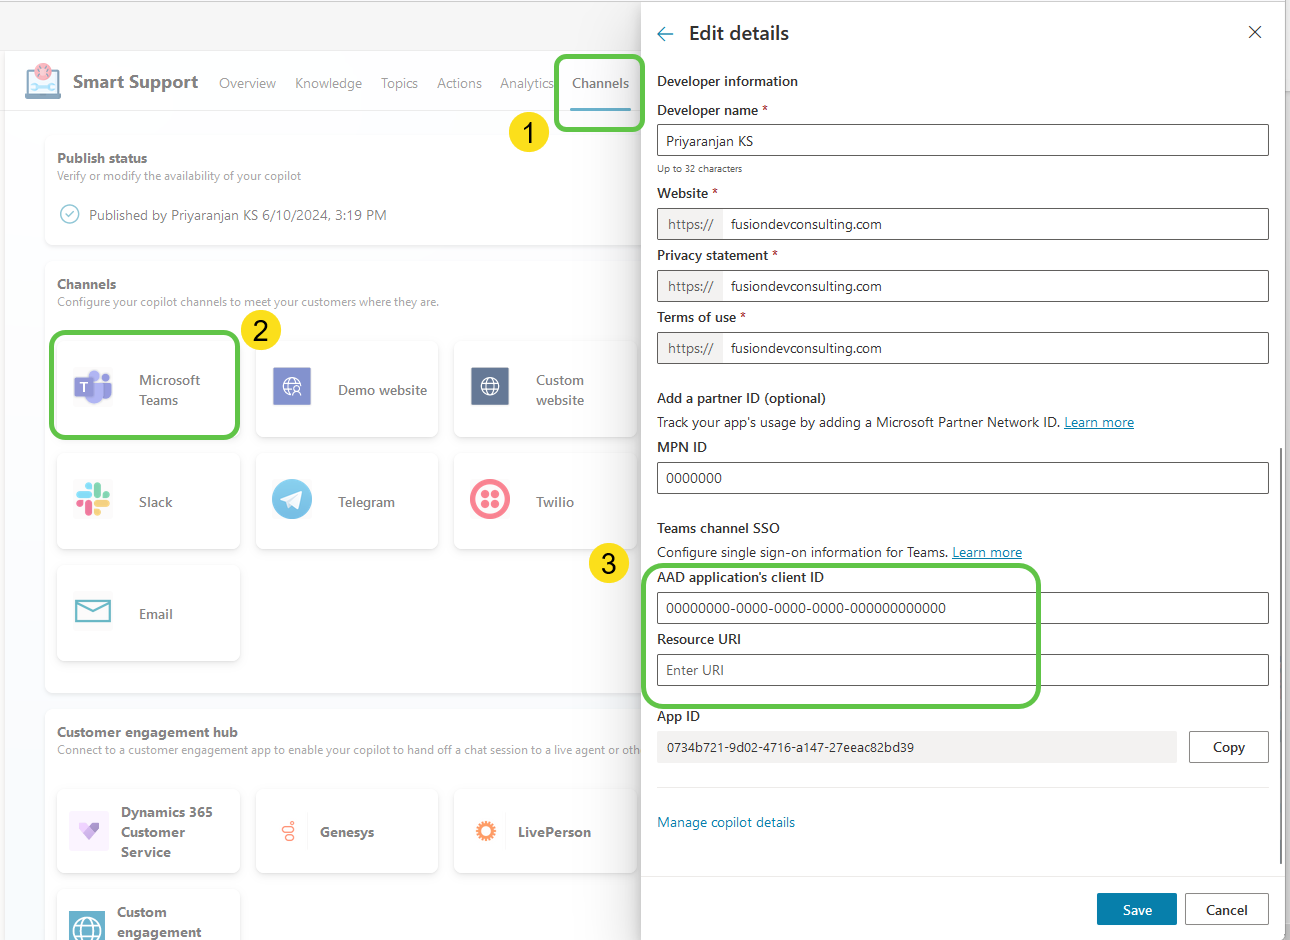 Smart Support
Overview
Knowledge
Topics
Actions
Analytics
Channels
1
Publish status
Verify or modify the availability of your copilot
Published by Priyaranjan KS 6/10/2024, 3:19 PM
Channels
Configure your copilot channels to meet your customers where they are.
2
T
Microsoft
Teams
Demo website
Custom
website
Slack
Telegram
Twilio
3
Email
Customer engagement hub
Connect to a customer engagement app to enable your copilot to hand off a chat session to a live agent or othe
Dynamics 365
Customer
Service
Genesys
LivePerson
Custom
engagement
Edit details
Developer information
Developer name *
Priyaranjan KS
Up to 32 characters
Website *
https:// fusiondevconsulting.com
Privacy statement *
https:// fusiondevconsulting.com
Terms of use *
https:// fusiondevconsulting.com
Add a partner ID (optional)
Track your app's usage by adding a Microsoft Partner Network ID. Learn more
MPN ID
0000000
Teams channel SSO
Configure single sign-on information for Teams. Learn more
AAD application's client ID
00000000-0000-0000-0000-000000000000
Resource URI
Enter URI
App ID
0734b721-9d02-4716-a147-27eeac82bd39
Copy
Manage copilot details
Save
Cancel